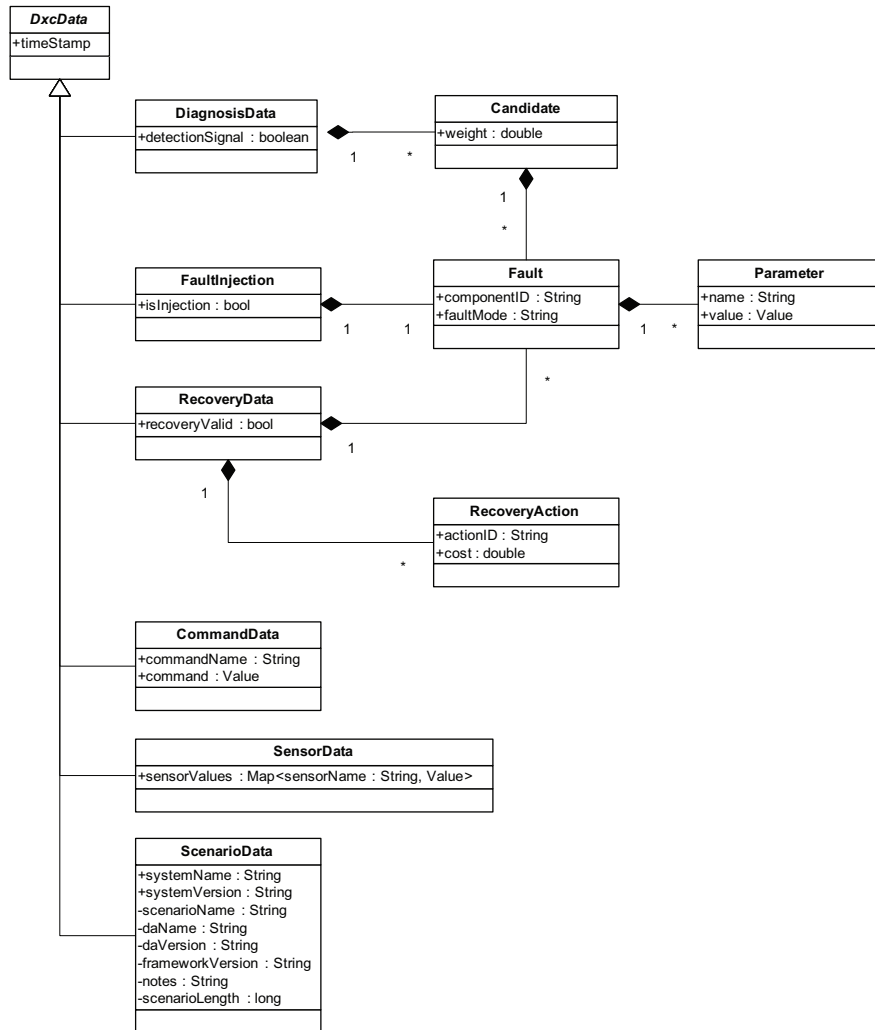 DxcData
+timeStamp
DiagnosisData
+detectionSignal : boolean
1
*
Candidate
+weight : double
1
*
FaultInjection
+isInjection : bool
1
1
Fault
+componentID : String
+faultMode : String
1
*
Parameter
+name : String
+value : Value
RecoveryData
+recoveryValid : bool
1
*
1
*
RecoveryAction
+actionID : String
+cost : double
CommandData
+commandName : String
+command : Value
SensorData
+sensorValues : Map<sensorName : String, Value>
ScenarioData
+systemName : String
+systemVersion : String
-scenarioName : String
-daName : String
-daVersion : String
-frameworkVersion : String
-notes : String
-scenarioLength : long